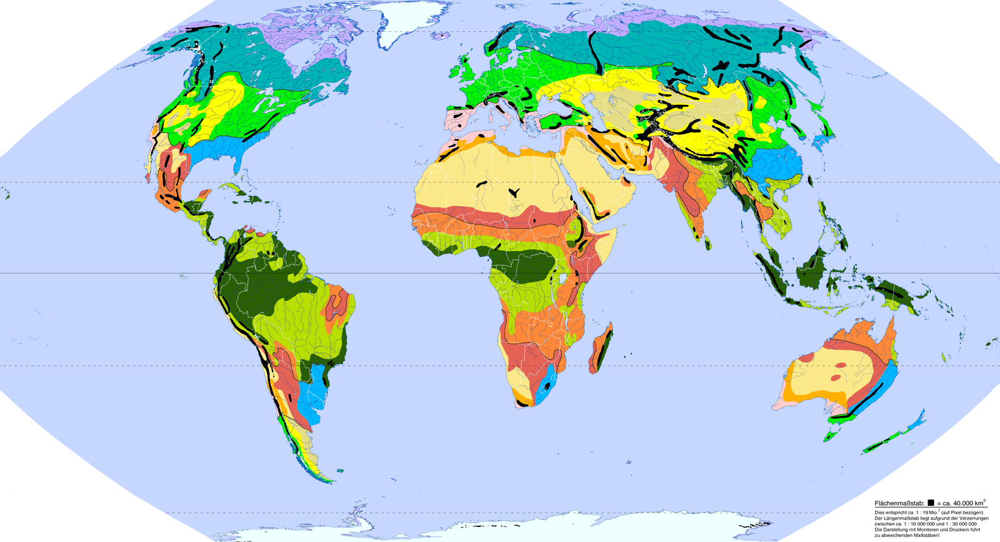 Flächenmaßstab: = ca. 40.000 km²
Dies entspricht ca. 1 : 19 Mio.² (auf Pixel bezogen)
Der Längenmaßstab liegt aufgrund der Verzerrungen
zwischen ca. 1 : 10 000 000 und 1 : 30 000 000
Die Darstellung mit Monitoren und Druckern führt
zu abweichenden Maßstäben!